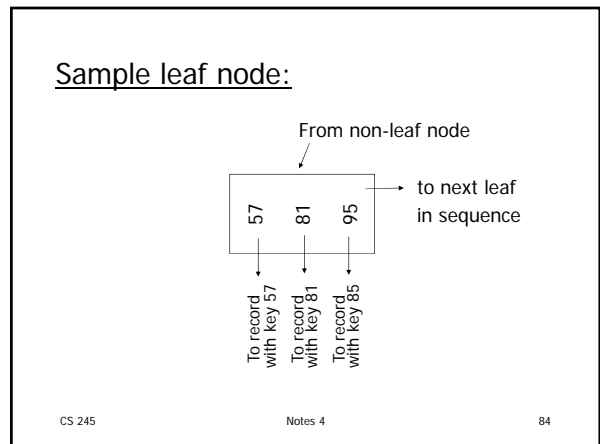 Sample leaf node:
From non-leaf node
to next leaf
in sequence
57
81
95
To record
with key 57
To record
with key 81
To record
with key 85
CS 245
Notes 4
84